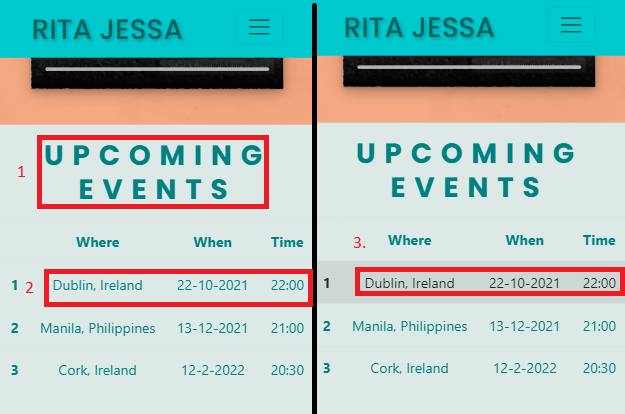 RITA JESSA
1
UPCOMING
EVENTS
Where When Time
1 2 Dublin, Ireland 22-10-2021 22:00
2 Manila, Philippines 13-12-2021 21:00
3 Cork, Ireland 12-2-2022 20:30
RITA JESSA
UPCOMING
EVENTS
3. Where When Time
1 Dublin, Ireland 22-10-2021 22:00
2 Manila, Philippines 13-12-2021 21:00
3 Cork, Ireland 12-2-2022 20:30